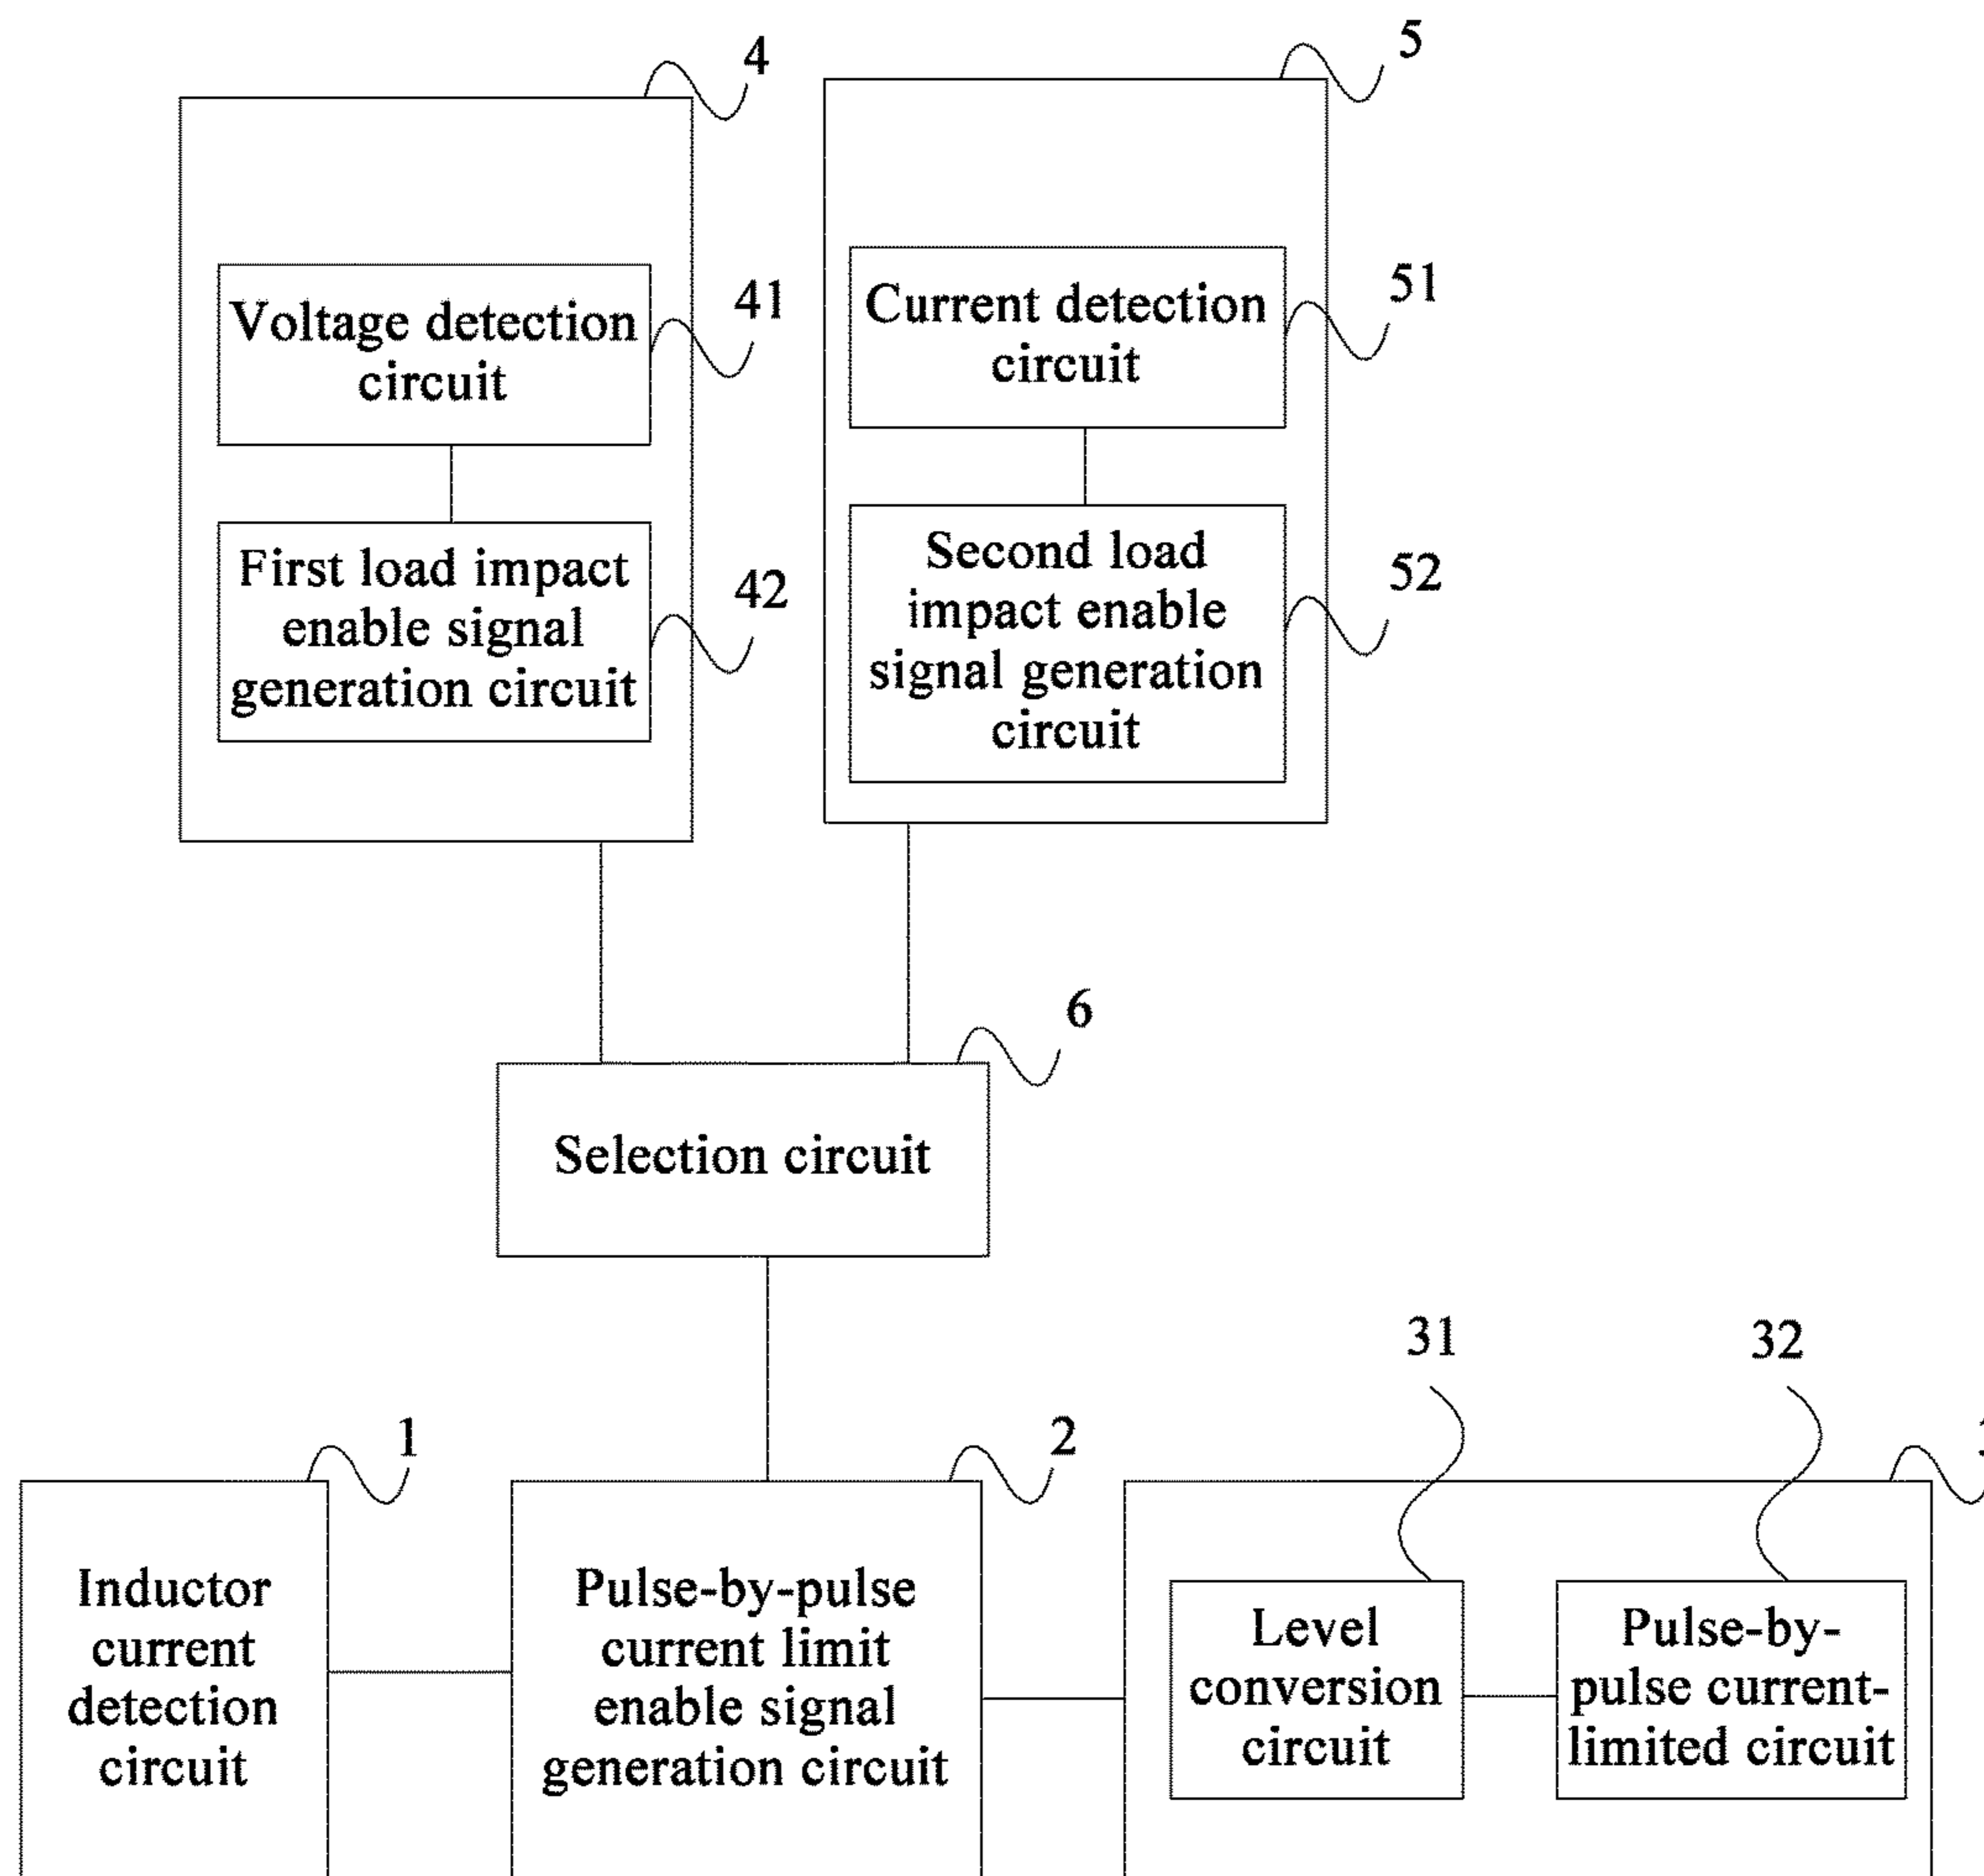 4
5
Voltage detection
circuit
41
Current detection
circuit
51
First load impact
enable signal
generation circuit
42
Second load
impact enable
signal generation
circuit
52
6
Selection circuit
31
32
1
2
Inductor
current
detection
circuit
Pulse-by-pulse
current limit
enable signal
generation circuit
Level
conversion
circuit
Pulse-by-
pulse current-
limited circuit